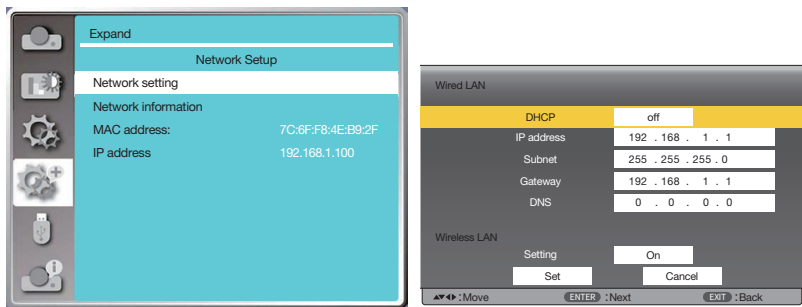 Expand
Network Setup
Network setting
Network information
MAC address: 7C:6F:F8:4E:B9:2F
IP address 192.168.1.100
Wired LAN
DHCP off
IP address 192 . 168 . 1 . 1
Subnet 255 . 255 . 255 . 0
Gateway 192 . 168 . 1 . 1
DNS 0 . 0 . 0 . 0
Wireless LAN
Setting On
Set Cancel
▲▼◀▶ : Move ENTER : Next EXIT : Back